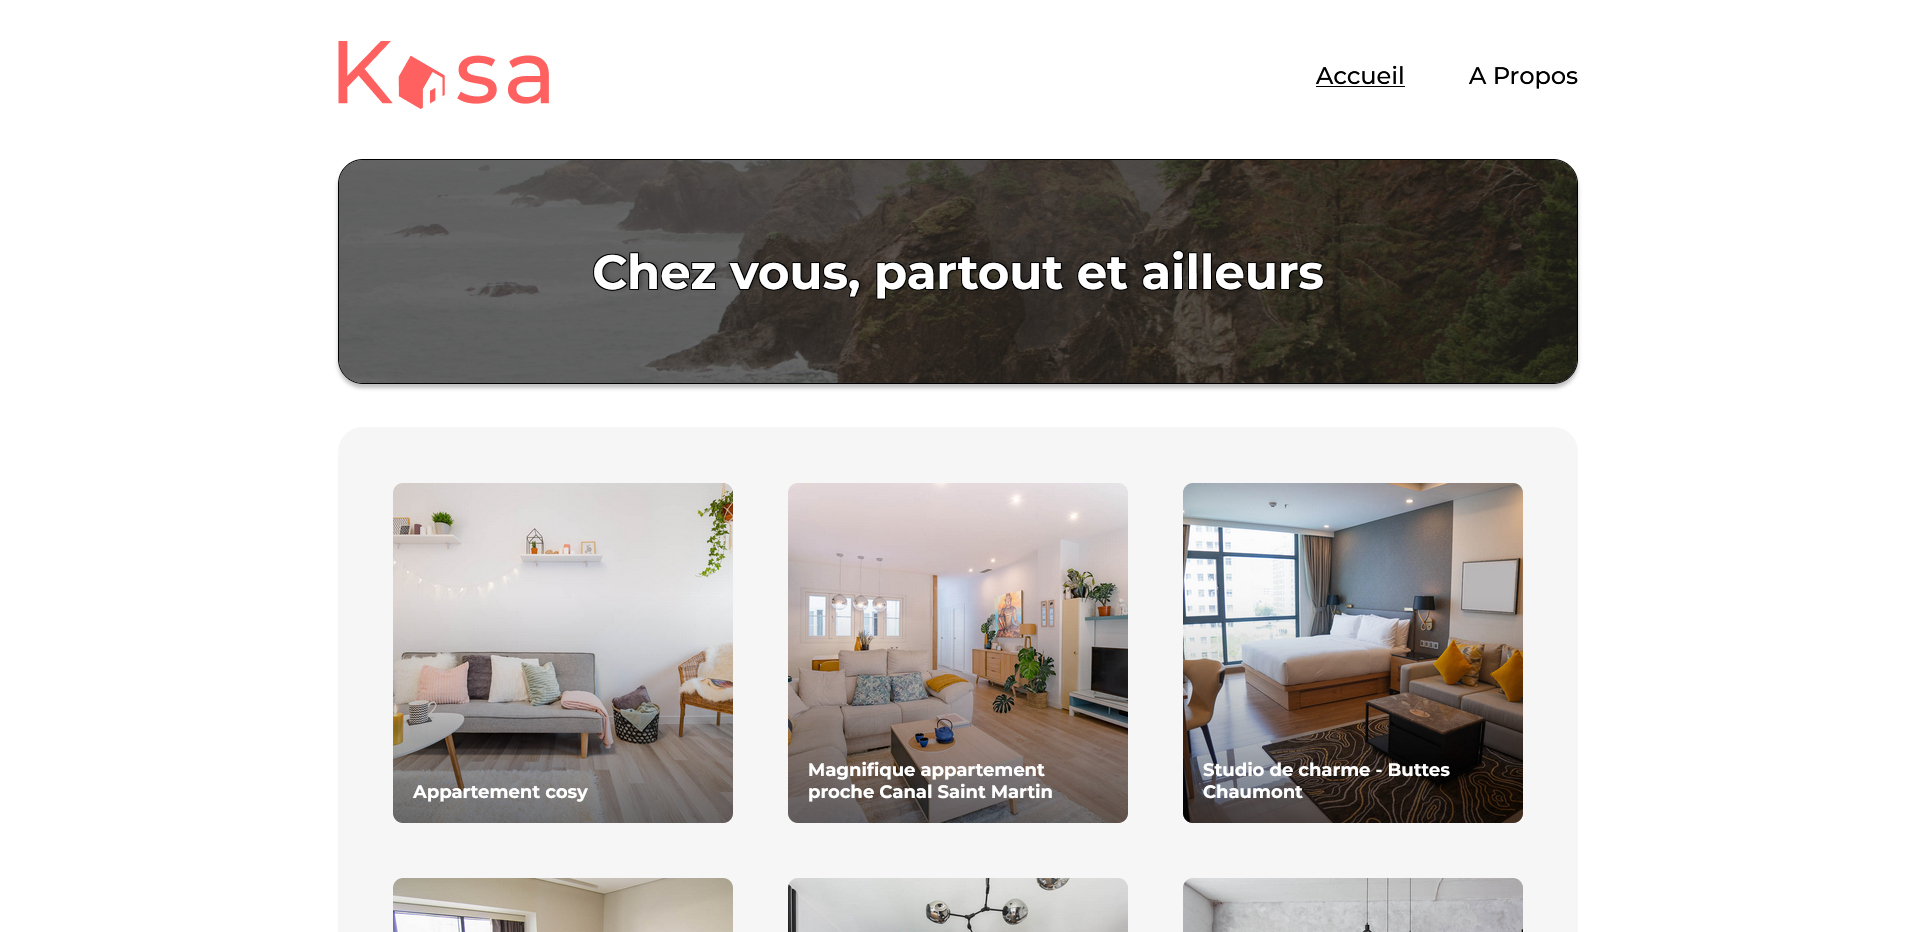 Kasa
Accueil
A Propos
Chez vous, partout et ailleurs
Appartement cosy
Magnifique appartement
proche Canal Saint Martin
Studio de charme - Buttes
Chaumont